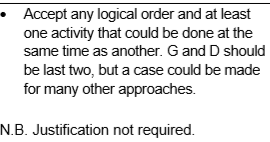 • Accept any logical order and at least
one activity that could be done at the
same time as another. G and D should
be last two, but a case could be made
for many other approaches.
N.B. Justification not required.